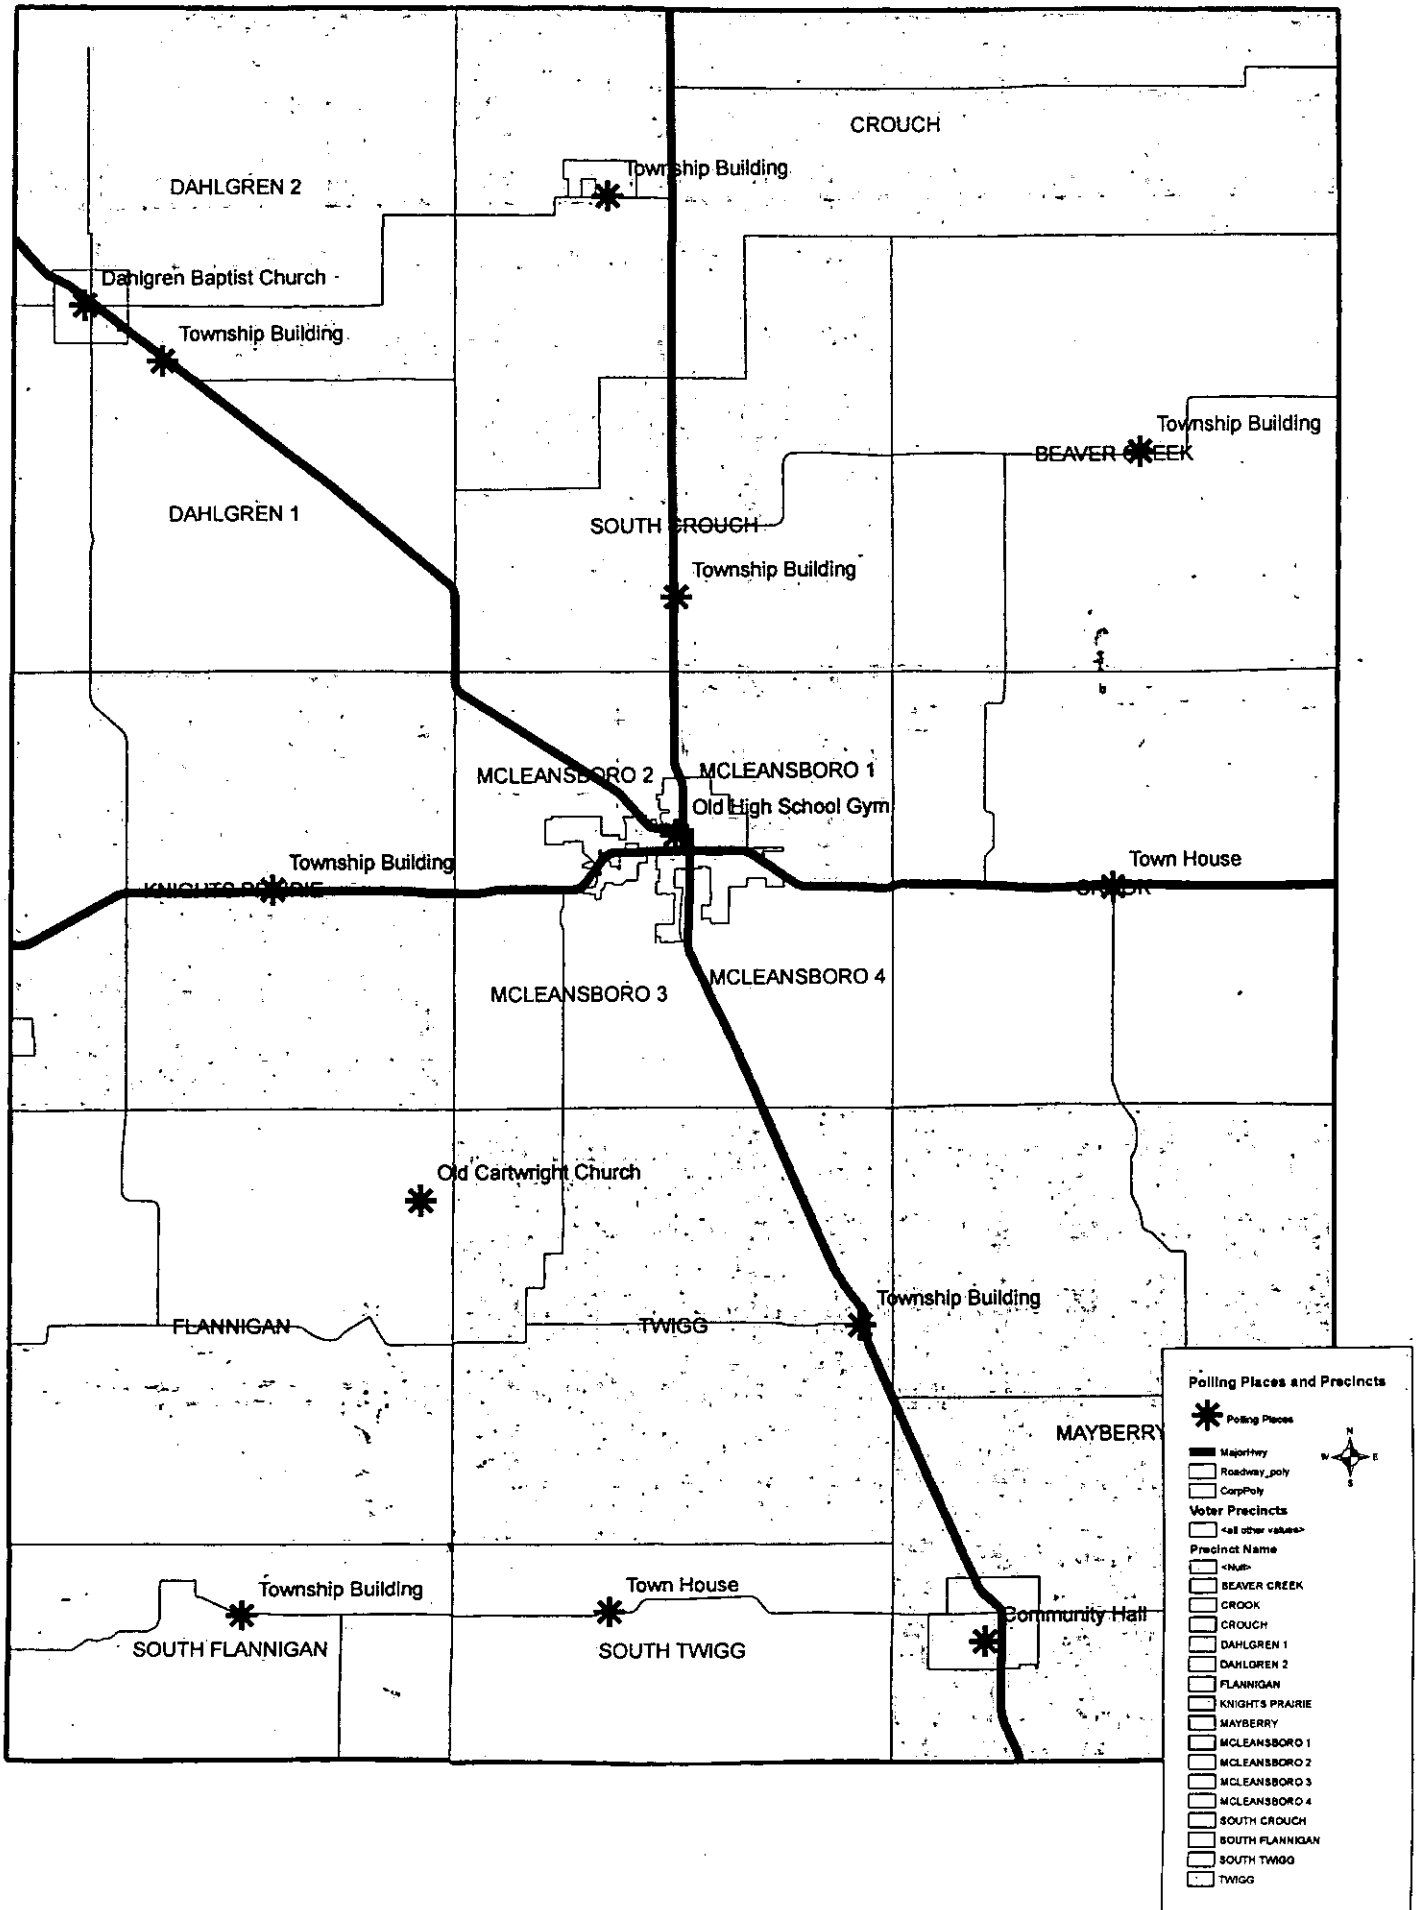 CROUCH
Township Building
DAHLGREN 2
Dahlgren Baptist Church
Township Building
Township Building
BEAVER CREEK
DAHLGREN 1
SOUTH CROUCH
Township Building
MCLEANSBORO 2
MCLEANSBORO 1
Old High School Gym
Township Building
KNIGHTS PRAIRIE
Town House
CROOK
MCLEANSBORO 3
MCLEANSBORO 4
Old Cartwright Church
Township Building
FLANNIGAN
TWIGG
MAYBERRY
Township Building
Town House
Community Hall
SOUTH FLANNIGAN
SOUTH TWIGG
Polling Places and Precincts
Polling Places
N
W E
S
MajorHwy
Roadway_poly
CorpPoly
Voter Precincts
<all other values>
Precinct Name
<Null>
BEAVER CREEK
CROOK
CROUCH
DAHLGREN 1
DAHLGREN 2
FLANNIGAN
KNIGHTS PRAIRIE
MAYBERRY
MCLEANSBORO 1
MCLEANSBORO 2
MCLEANSBORO 3
MCLEANSBORO 4
SOUTH CROUCH
SOUTH FLANNIGAN
SOUTH TWIGG
TWIGG